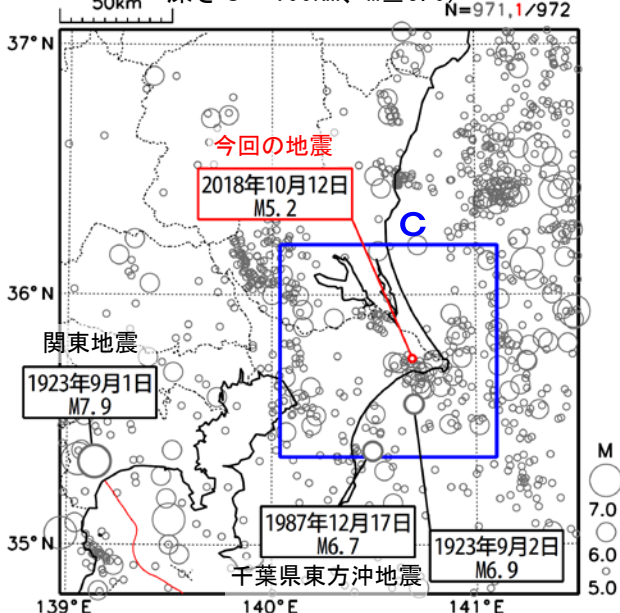 50km
N=971,1/972
37°N
今回の地震
2018年10月12日
M5.2
C
36°N
関東地震
1923年9月1日
M7.9
M
7.0
6.0
5.0
1987年12月17日
M6.7
千葉県東方沖地震
1923年9月2日
M6.9
35°N
139°E
140°E
141°E